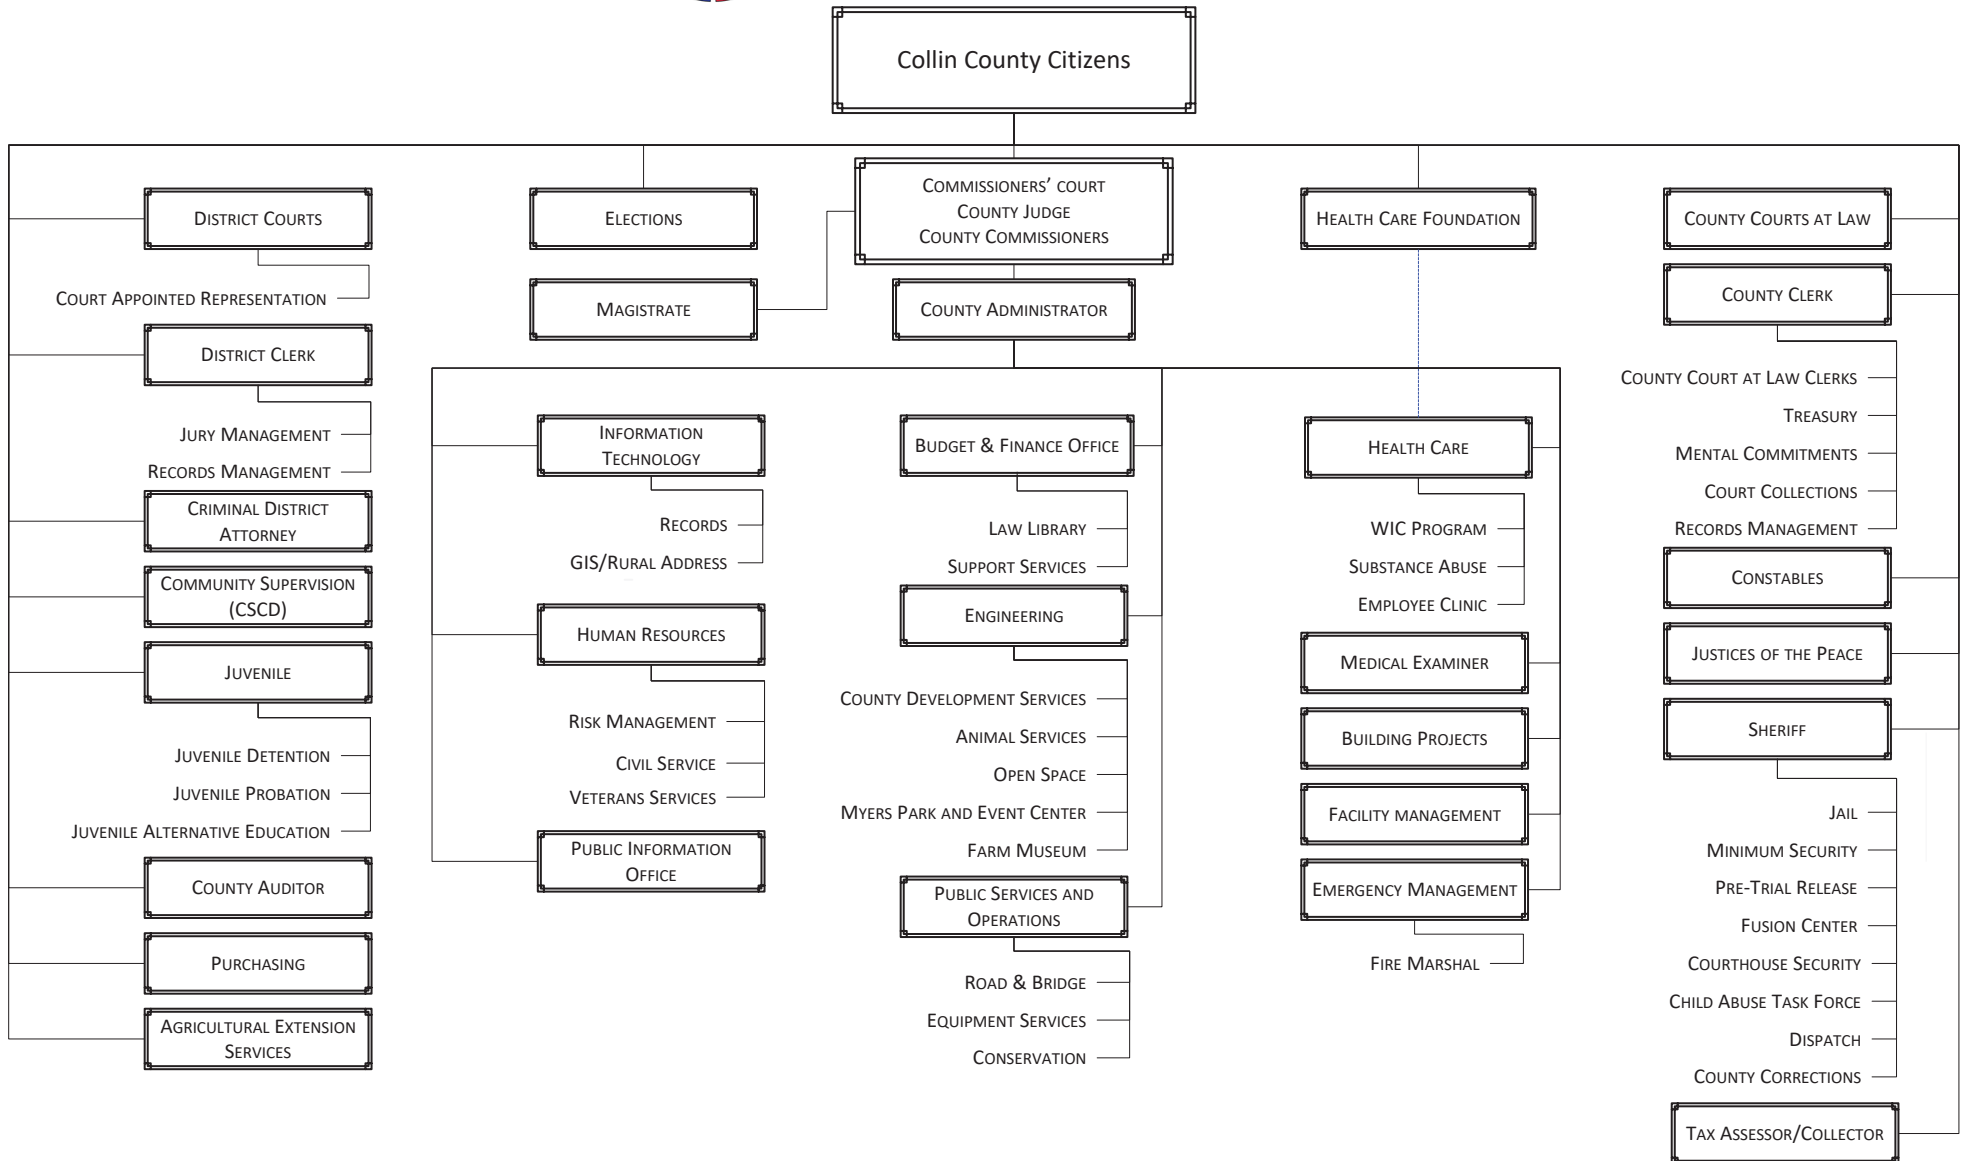 Collin County Citizens
COMMISSIONERS' COURT
COUNTY JUDGE
COUNTY COMMISSIONERS
DISTRICT COURTS
ELECTIONS
HEALTH CARE FOUNDATION
COUNTY COURTS AT LAW
COURT APPOINTED REPRESENTATION
MAGISTRATE
COUNTY ADMINISTRATOR
COUNTY CLERK
DISTRICT CLERK
JURY MANAGEMENT
RECORDS MANAGEMENT
CRIMINAL DISTRICT
ATTORNEY
COMMUNITY SUPERVISION
(CSCD)
JUVENILE
JUVENILE DETENTION
JUVENILE PROBATION
JUVENILE ALTERNATIVE EDUCATION
COUNTY AUDITOR
PURCHASING
AGRICULTURAL EXTENSION
SERVICES
INFORMATION
TECHNOLOGY
RECORDS
GIS/RURAL ADDRESS
HUMAN RESOURCES
RISK MANAGEMENT
CIVIL SERVICE
VETERANS SERVICES
PUBLIC INFORMATION
OFFICE
BUDGET & FINANCE OFFICE
LAW LIBRARY
SUPPORT SERVICES
ENGINEERING
COUNTY DEVELOPMENT SERVICES
ANIMAL SERVICES
OPEN SPACE
MYERS PARK AND EVENT CENTER
FARM MUSEUM
PUBLIC SERVICES AND
OPERATIONS
ROAD & BRIDGE
EQUIPMENT SERVICES
CONSERVATION
HEALTH CARE
WIC PROGRAM
SUBSTANCE ABUSE
EMPLOYEE CLINIC
MEDICAL EXAMINER
BUILDING PROJECTS
FACILITY MANAGEMENT
EMERGENCY MANAGEMENT
FIRE MARSHAL
COUNTY COURT AT LAW CLERKS
TREASURY
MENTAL COMMITMENTS
COURT COLLECTIONS
RECORDS MANAGEMENT
CONSTABLES
JUSTICES OF THE PEACE
SHERIFF
JAIL
MINIMUM SECURITY
PRE-TRIAL RELEASE
FUSION CENTER
COURTHOUSE SECURITY
CHILD ABUSE TASK FORCE
DISPATCH
COUNTY CORRECTIONS
TAX ASSESSOR/COLLECTOR